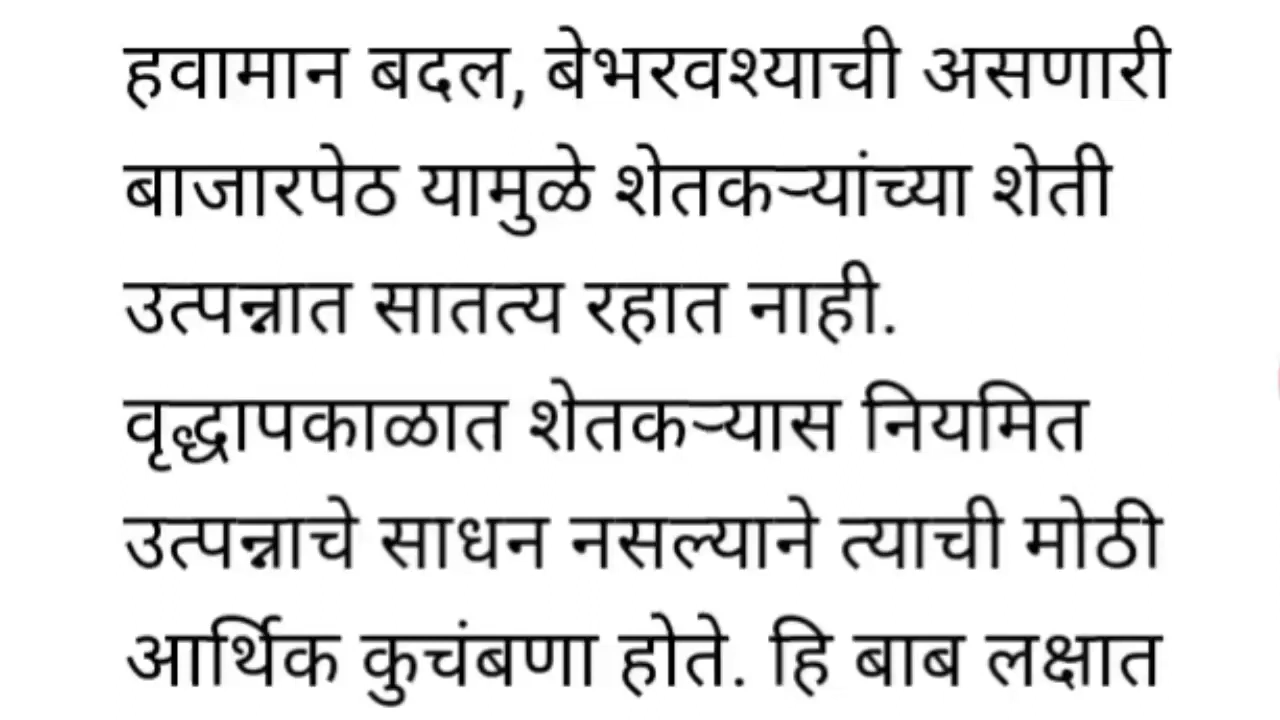 हवामान बदल, बेभरवश्याची असणारी
बाजारपेठ यामुळे शेतकऱ्यांच्या शेती
उत्पन्नात सातत्य रहात नाही.
वृद्धापकाळात शेतकऱ्यास नियमित
उत्पन्नाचे साधन नसल्याने त्याची मोठी
आर्थिक कुचंबणा होते. हि बाब लक्षात